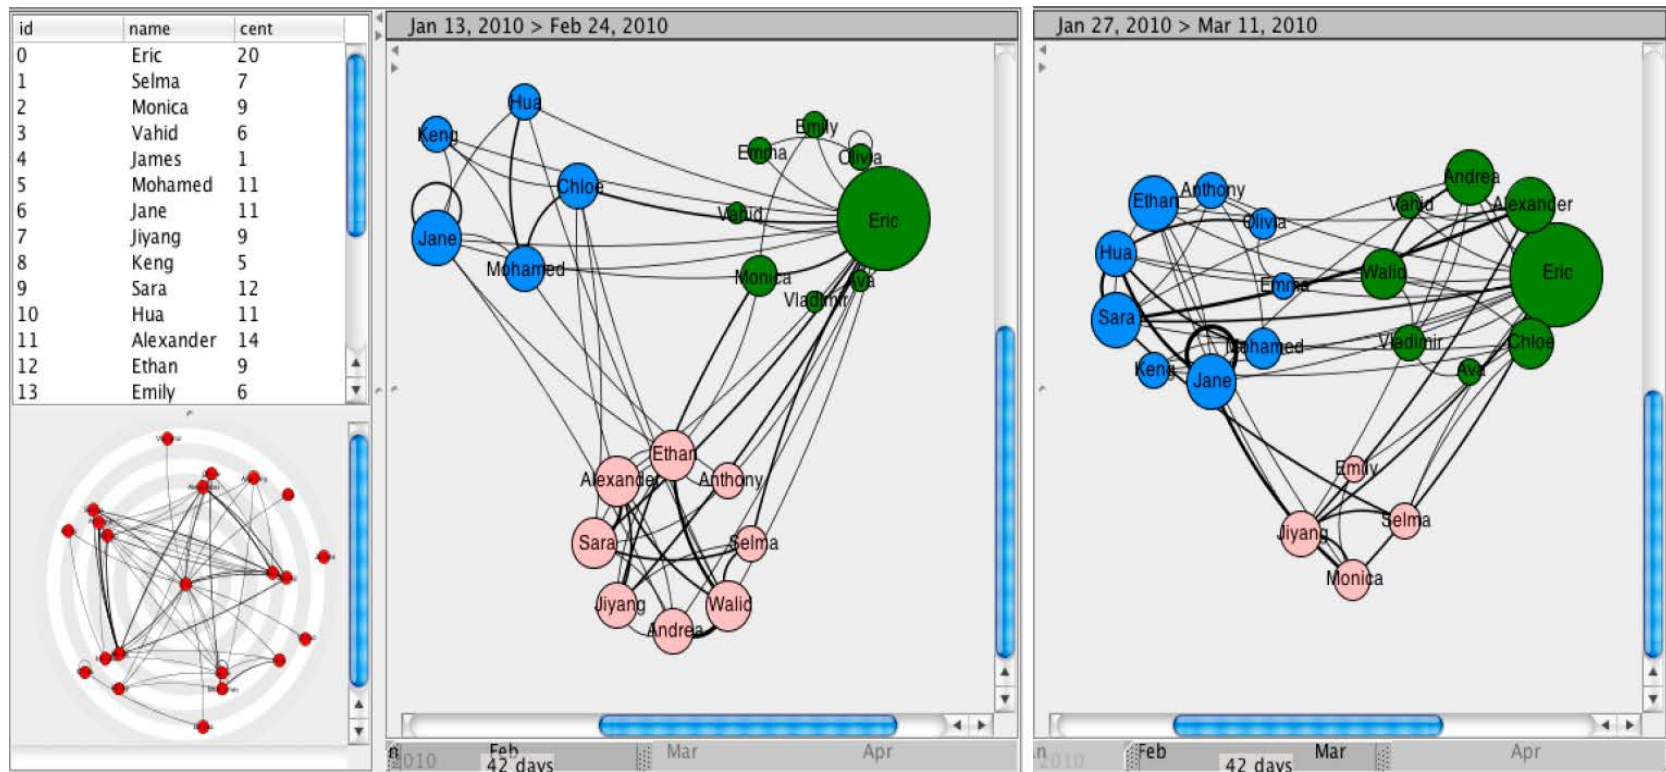 id name cent
0 Eric 20
1 Selma 7
2 Monica 9
3 Vahid 6
4 James 1
5 Mohamed 11
6 Jane 11
7 Jiyang 9
8 Keng 5
9 Sara 12
10 Hua 11
11 Alexander 14
12 Ethan 9
13 Emily 6
Jan 13, 2010 > Feb 24, 2010
Hua
Keng
Emily
Emma
Olivia
Chloe
Vahid
Eric
Jane
Mohamed
Monica
Ava
Vladimir
Ethan
Alexander
Anthony
Sara
Selma
Jiyang
Walid
Andrea
2010
Feb
Mar
Apr
42 days
Jan 27, 2010 > Mar 11, 2010
Andrea
Ethan
Anthony
Vahid
Alexander
Olivia
Hua
Walid
Eric
Emma
Sara
Mohamed
Vladimir
Chloe
Keng
Jane
Ava
Emily
Selma
Jiyang
Monica
2010
Feb
Mar
Apr
42 days